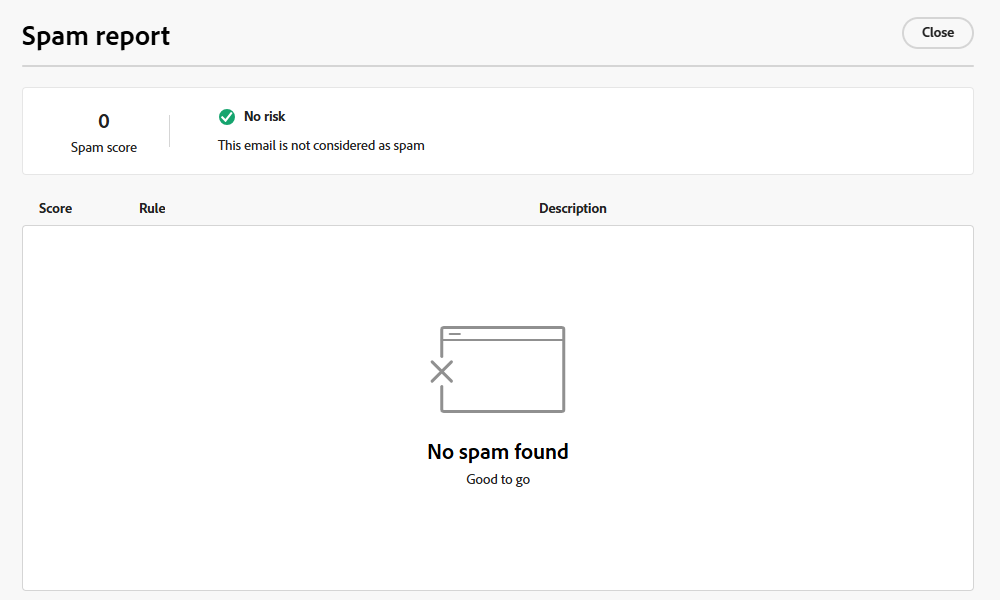 Spam report
Close
0
Spam score
No risk
This email is not considered as spam
Score Rule Description
No spam found
Good to go